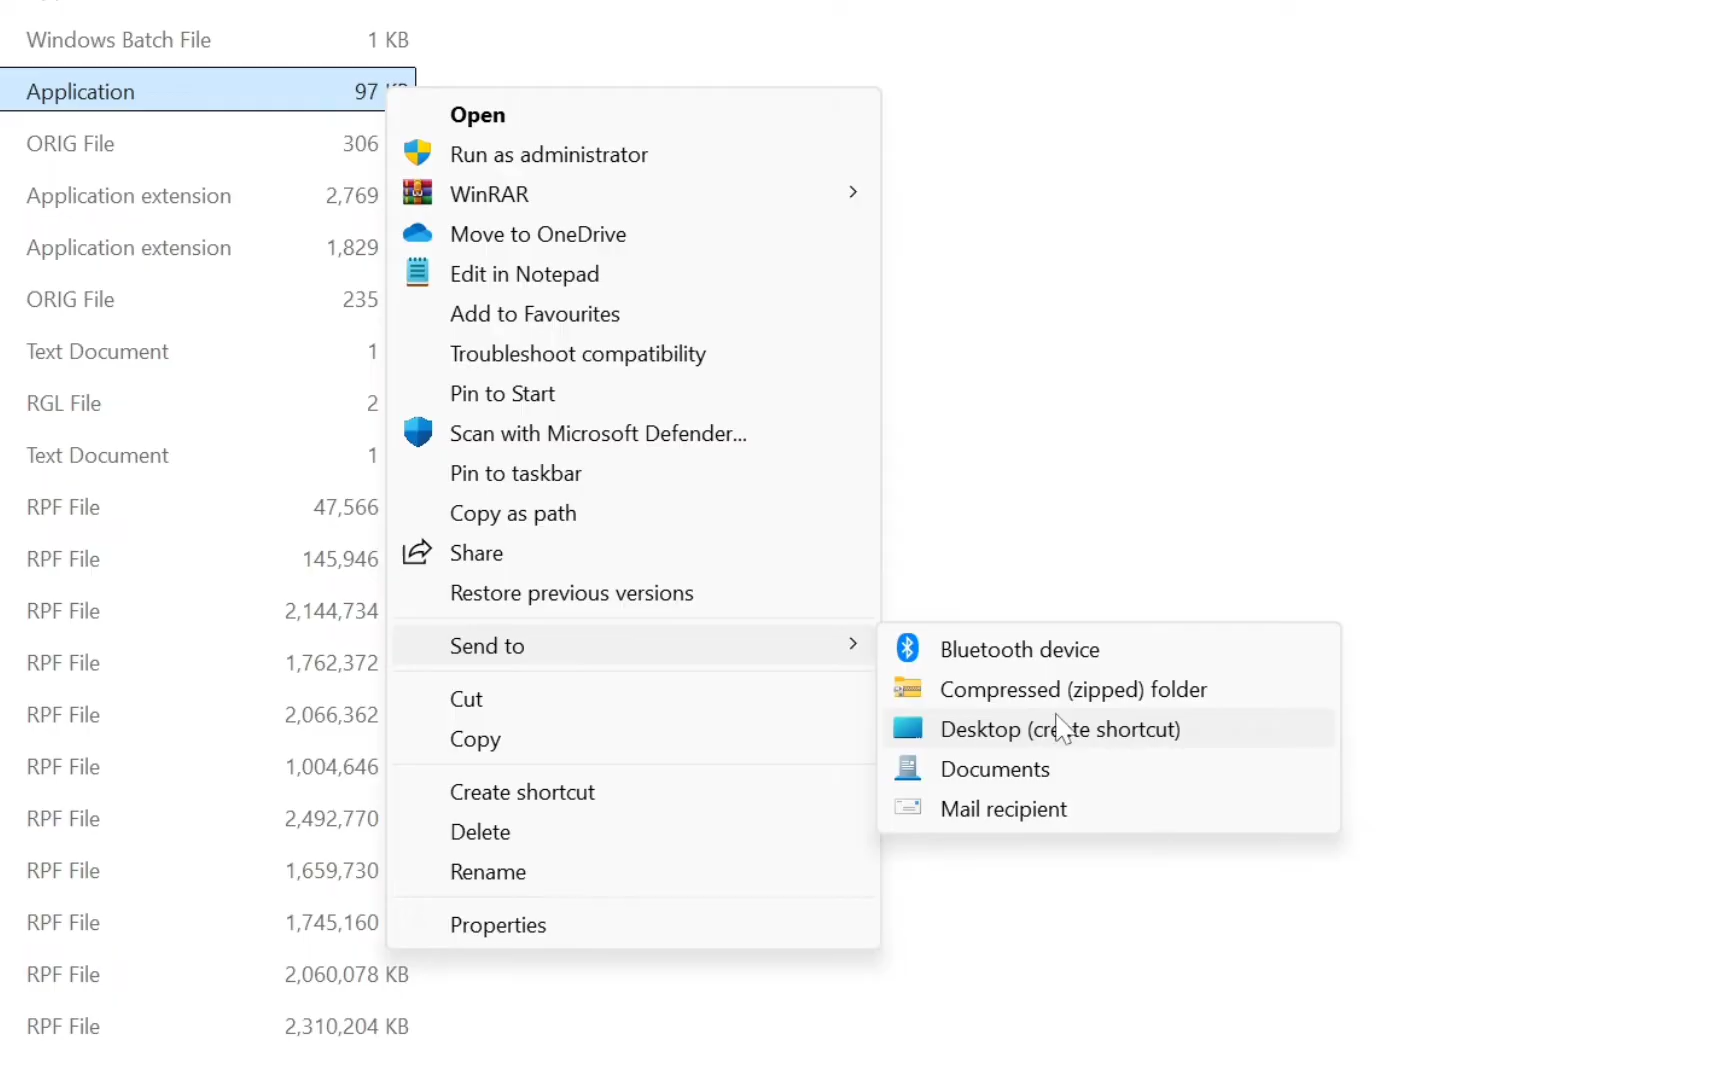 Windows Batch File 1 KB
Application 97
ORIG File 306
Application extension 2,769
Application extension 1,829
ORIG File 235
Text Document 1
RGL File 2
Text Document 1
RPF File 47,566
RPF File 145,946
RPF File 2,144,734
RPF File 1,762,372
RPF File 2,066,362
RPF File 1,004,646
RPF File 2,492,770
RPF File 1,659,730
RPF File 1,745,160
RPF File 2,060,078 KB
RPF File 2,310,204 KB
Open
Run as administrator
WinRAR
Move to OneDrive
Edit in Notepad
Add to Favourites
Troubleshoot compatibility
Pin to Start
Scan with Microsoft Defender...
Pin to taskbar
Copy as path
Share
Restore previous versions
Send to
Cut
Copy
Create shortcut
Delete
Rename
Properties
Bluetooth device
Compressed (zipped) folder
Desktop (create shortcut)
Documents
Mail recipient